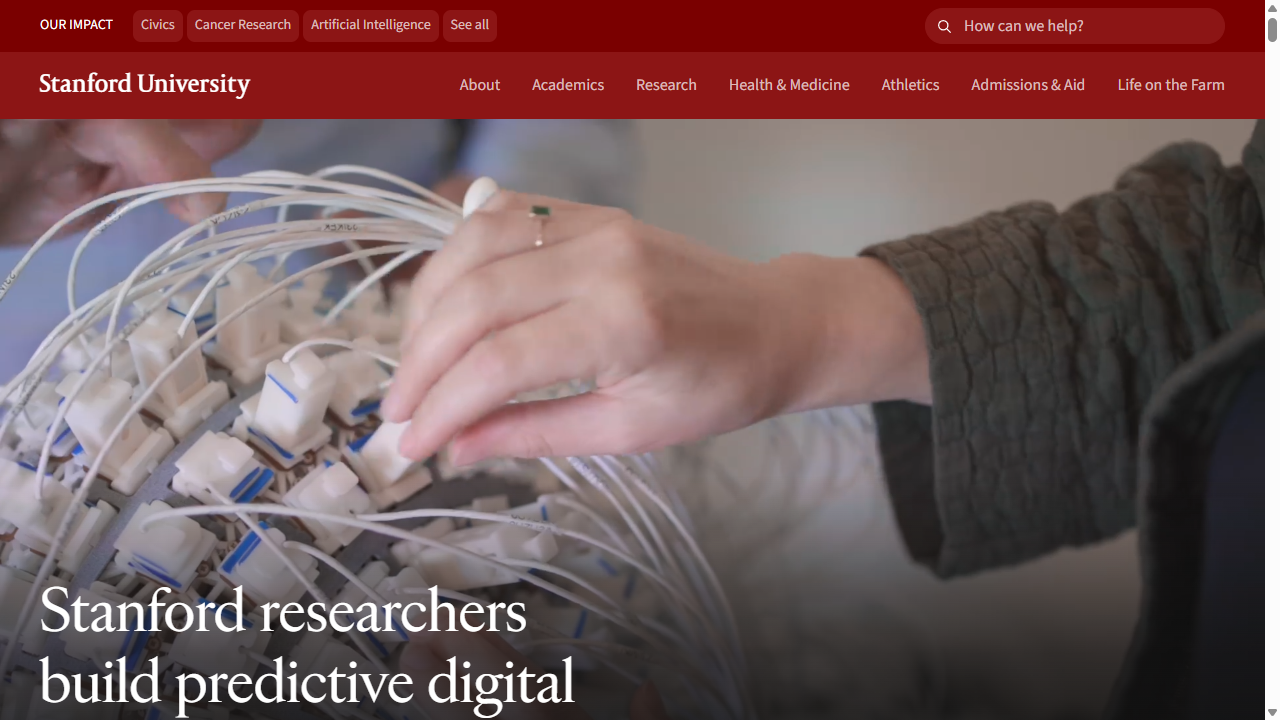 OUR IMPACT Civics Cancer Research Artificial Intelligence See all How can we help?
Stanford University About Academics Research Health & Medicine Athletics Admissions & Aid Life on the Farm
Stanford researchers
build predictive digital